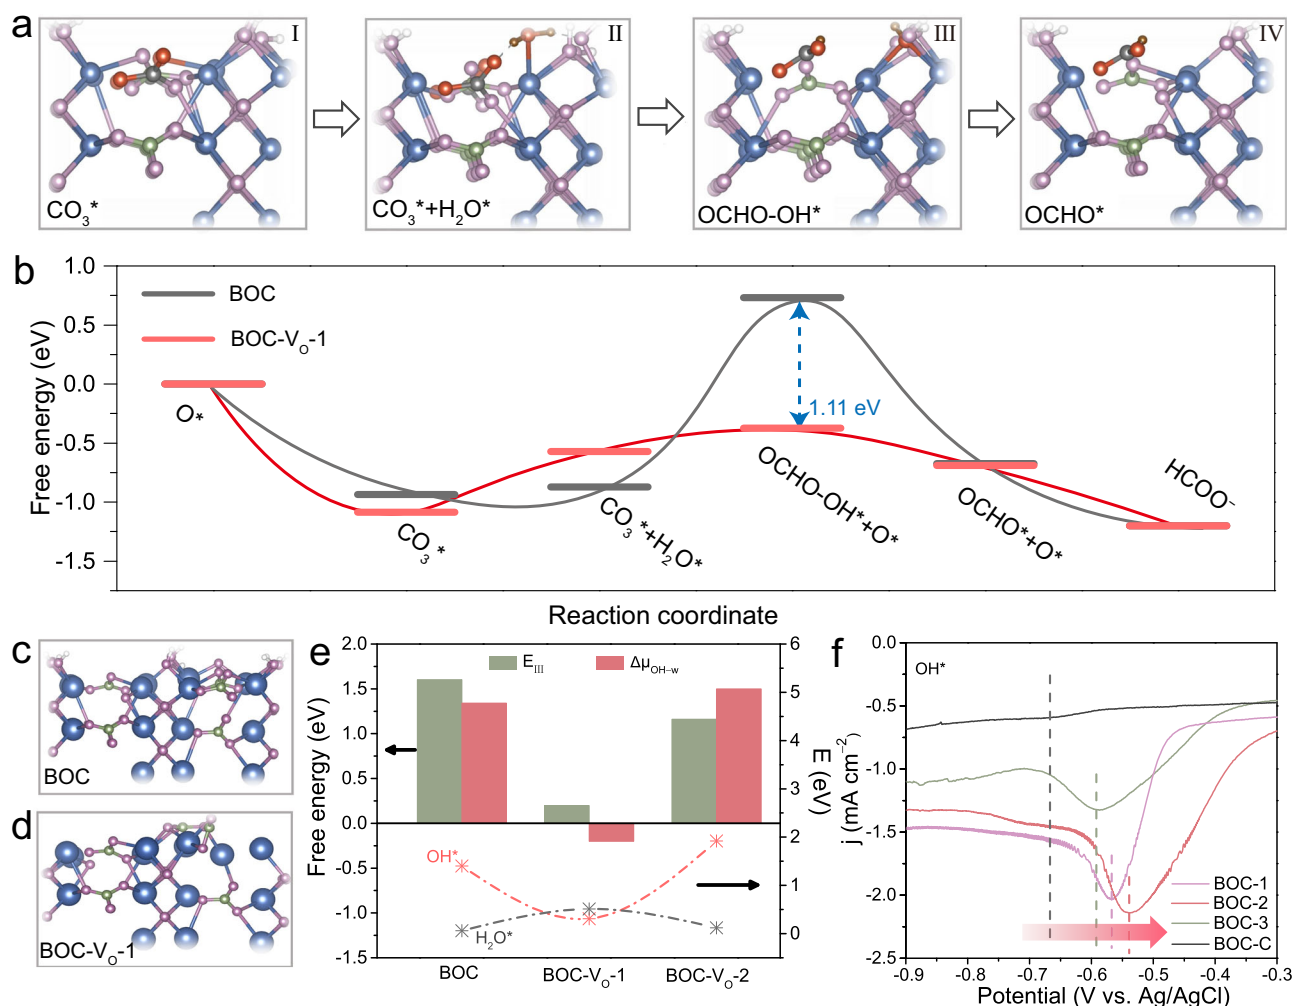 a
I
II
III
IV
CO3*
CO3*+H2O*
OCHO-OH*
OCHO*
b
1.0
0.5
0.0
-0.5
-1.0
-1.5
Free energy (eV)
BOC
BOC-VO-1
O*
CO3*
CO3*+H2O*
1.11 eV
OCHO-OH*+O*
OCHO*+O*
HCOO−
Reaction coordinate
c
BOC
d
BOC-VO-1
e
2.0
1.5
1.0
0.5
0.0
-0.5
-1.0
-1.5
Free energy (eV)
EIII
ΔμOH-w
OH*
H2O*
6
5
4
3
2
1
0
E (eV)
BOC
BOC-VO-1
BOC-VO-2
f
0.0
-0.5
-1.0
-1.5
-2.0
-2.5
j (mA cm−2)
OH*
BOC-1
BOC-2
BOC-3
BOC-C
-0.9
-0.8
-0.7
-0.6
-0.5
-0.4
-0.3
Potential (V vs. Ag/AgCl)